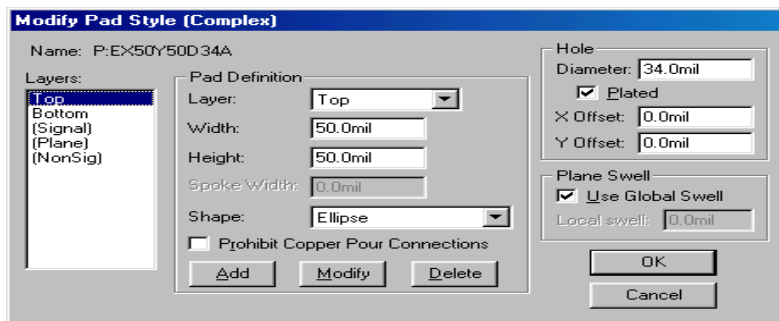 Modify Pad Style (Complex)
Name: P:EX50Y50D34A
Layers:
Top
Bottom
(Signal)
(Plane)
(NonSig)
Pad Definition
Layer: Top
Width: 50.0mil
Height: 50.0mil
Spoke Width: 0.0mil
Shape: Ellipse
Prohibit Copper Pour Connections
Add Modify Delete
Hole
Diameter: 34.0mil
Plated
X Offset: 0.0mil
Y Offset: 0.0mil
Plane Swell
Use Global Swell
Local swell: 0.0mil
OK
Cancel